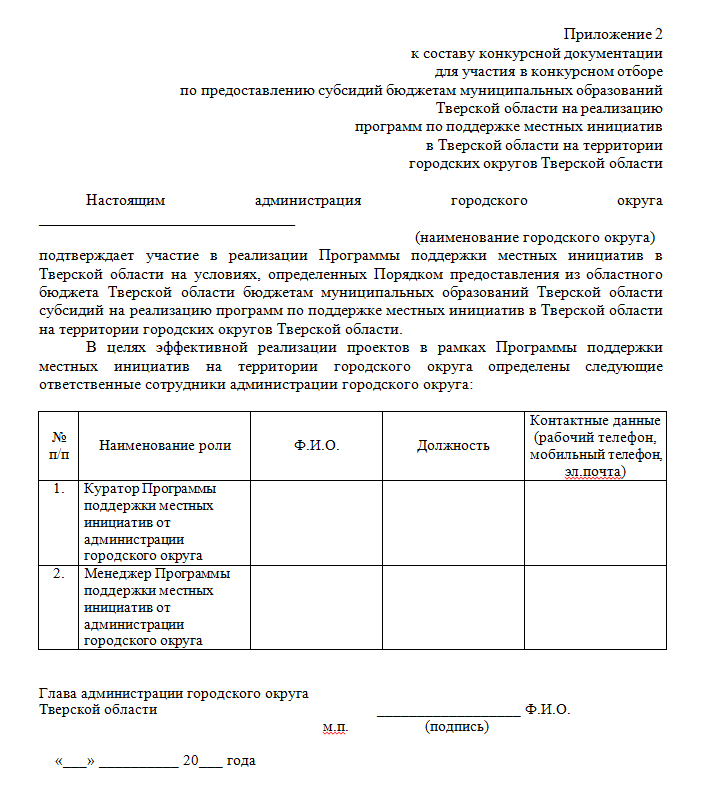 Приложение 2
к составу конкурсной документации
для участия в конкурсном отборе
по предоставлению субсидий бюджетам муниципальных образований
Тверской области на реализацию
программ по поддержке местных инициатив
в Тверской области на территории
городских округов Тверской области
Настоящим администрация городского округа
________________________________
(наименование городского округа)
подтверждает участие в реализации Программы поддержки местных инициатив в
Тверской области на условиях, определенных Порядком предоставления из областного
бюджета Тверской области бюджетам муниципальных образований Тверской области
субсидий на реализацию программ по поддержке местных инициатив в Тверской области
на территории городских округов Тверской области.
В целях эффективной реализации проектов в рамках Программы поддержки
местных инициатив на территории городского округа определены следующие
ответственные сотрудники администрации городского округа:
№
п/п
Наименование роли
Ф.И.О.
Должность
Контактные данные
(рабочий телефон,
мобильный телефон,
эл.почта)
1.
Куратор Программы
поддержки местных
инициатив от
администрации
городского округа
2.
Менеджер Программы
поддержки местных
инициатив от
администрации
городского округа
Глава администрации городского округа
Тверской области __________________ Ф.И.О.
м.п. (подпись)
«___» __________ 20___ года